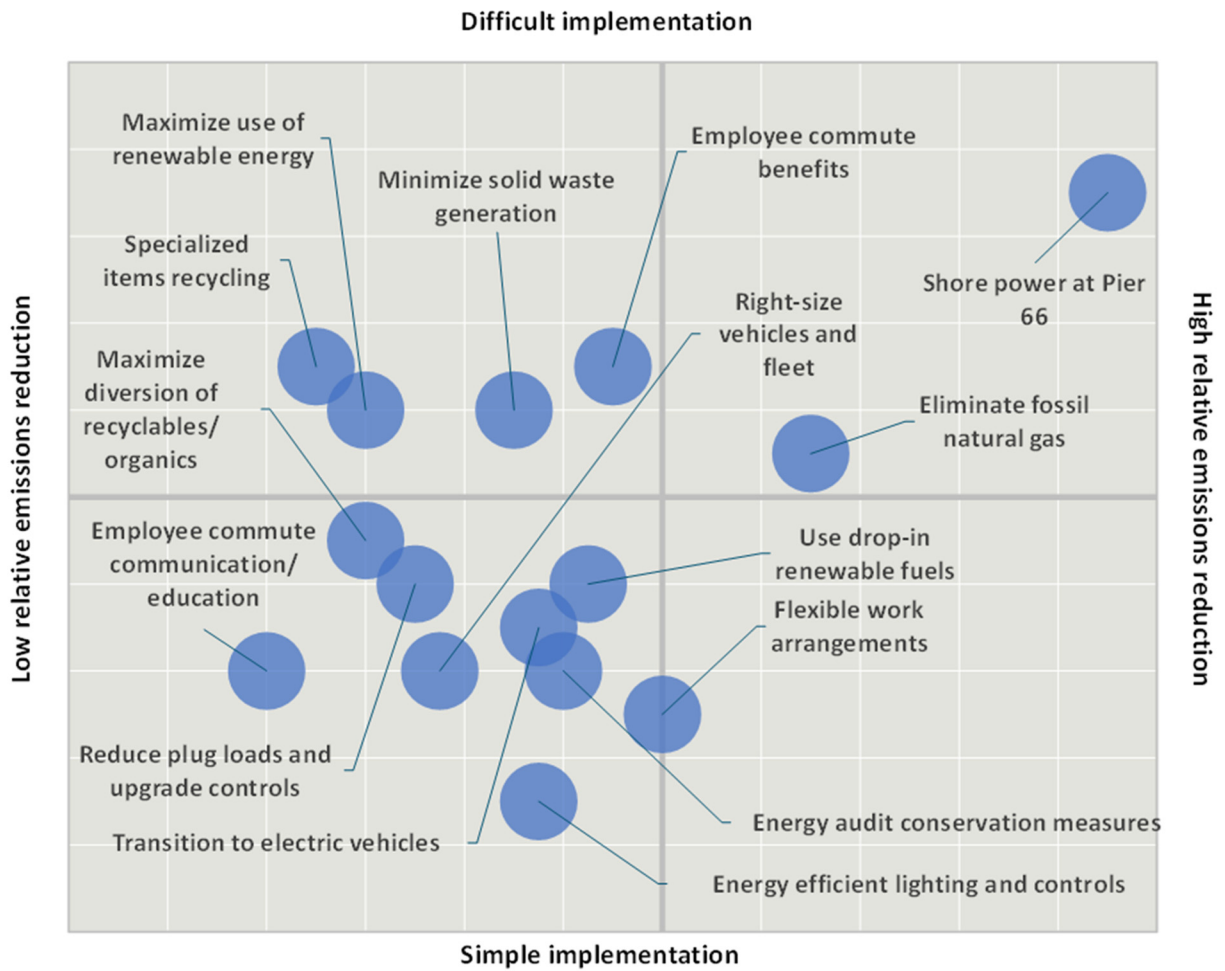 Difficult implementation
Maximize use of
renewable energy
Minimize solid waste
generation
Employee commute
benefits
Specialized
items recycling
Shore power at Pier
66
Right-size
vehicles and
fleet
Maximize
diversion of
recyclables/
organics
Eliminate fossil
natural gas
Low relative emissions reduction
High relative emissions reduction
Employee commute
communication/
education
Use drop-in
renewable fuels
Flexible work
arrangements
Reduce plug loads and
upgrade controls
Energy audit conservation measures
Transition to electric vehicles
Energy efficient lighting and controls
Simple implementation